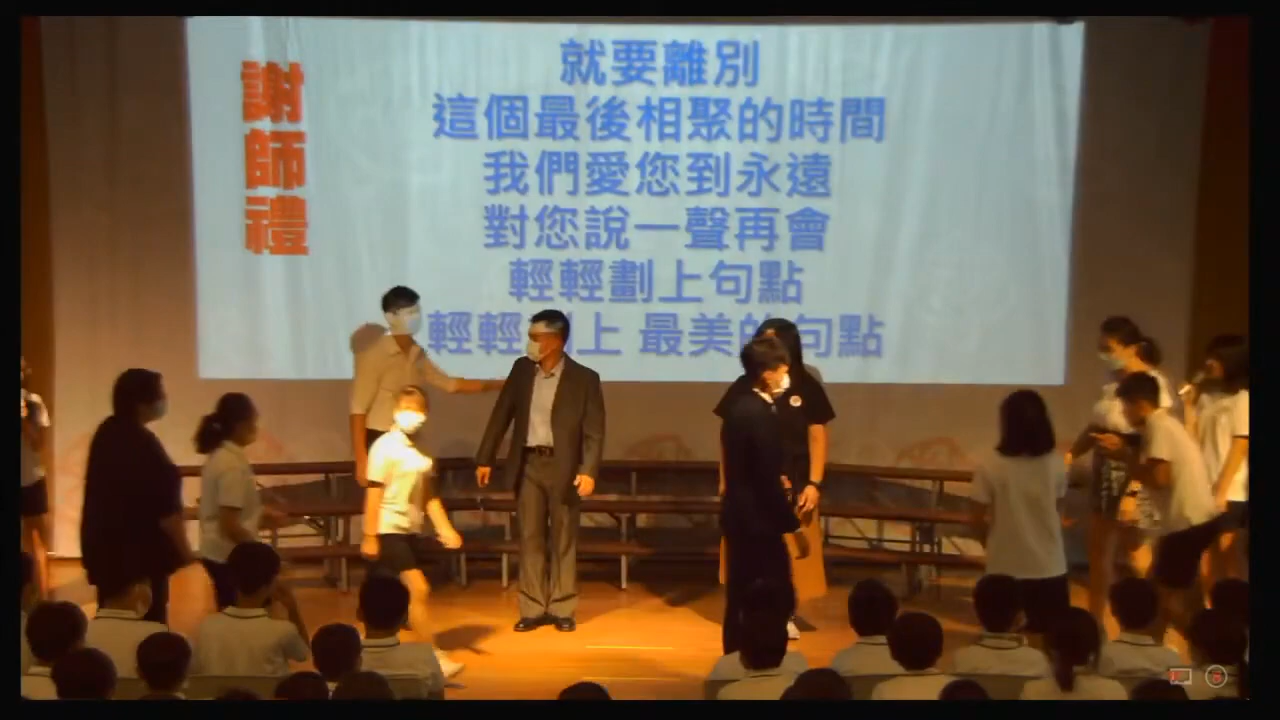 謝師禮
就要離別
這個最後相聚的時間
我們愛您到永遠
對您說一聲再會
輕輕劃上句點
輕輕劃上 最美的句點